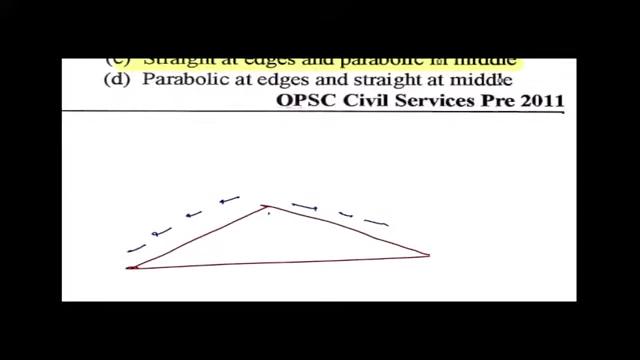 (c) Straight at edges and parabolic in middle
(d) Parabolic at edges and straight at middle
OPSC Civil Services Pre 2011